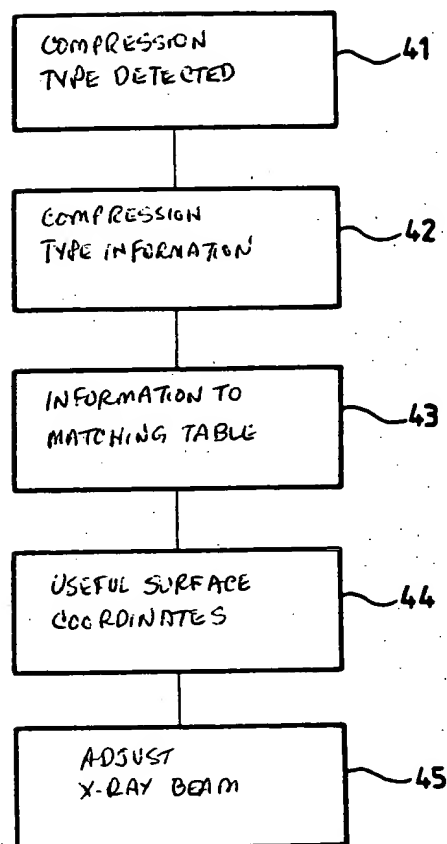 COMPRESSION
TYPE DETECTED
41
COMPRESSION
TYPE INFORMATION
42
INFORMATION TO
MATCHING TABLE
43
USEFUL SURFACE
COORDINATES
44
ADJUST
X-RAY BEAM
45